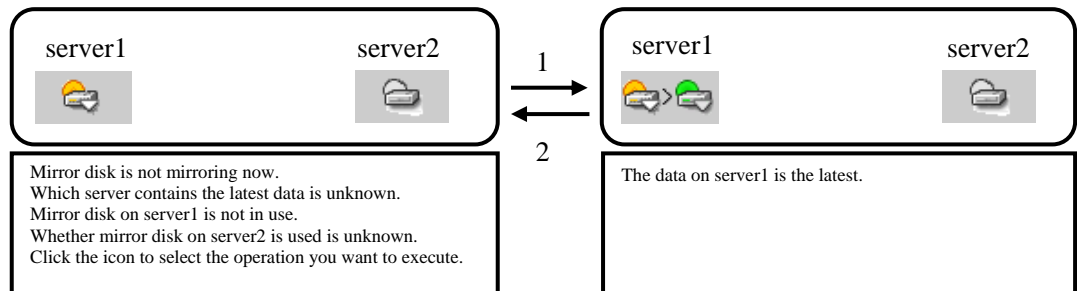 server1
server2
1
2
server1
>
server2
Mirror disk is not mirroring now.
Which server contains the latest data is unknown.
Mirror disk on server1 is not in use.
Whether mirror disk on server2 is used is unknown.
Click the icon to select the operation you want to execute.
The data on server1 is the latest.